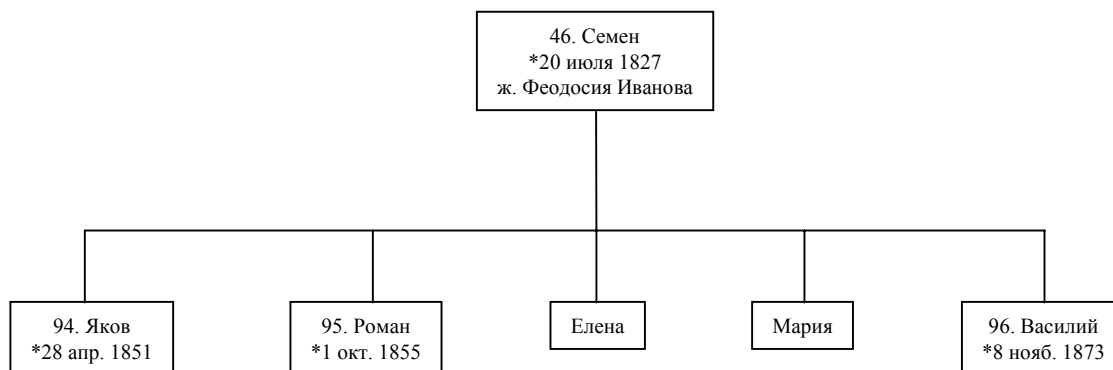 46. Семен
*20 июля 1827
ж. Феодосия Иванова
94. Яков
*28 апр. 1851
95. Роман
*1 окт. 1855
Елена
Мария
96. Василий
*8 нояб. 1873